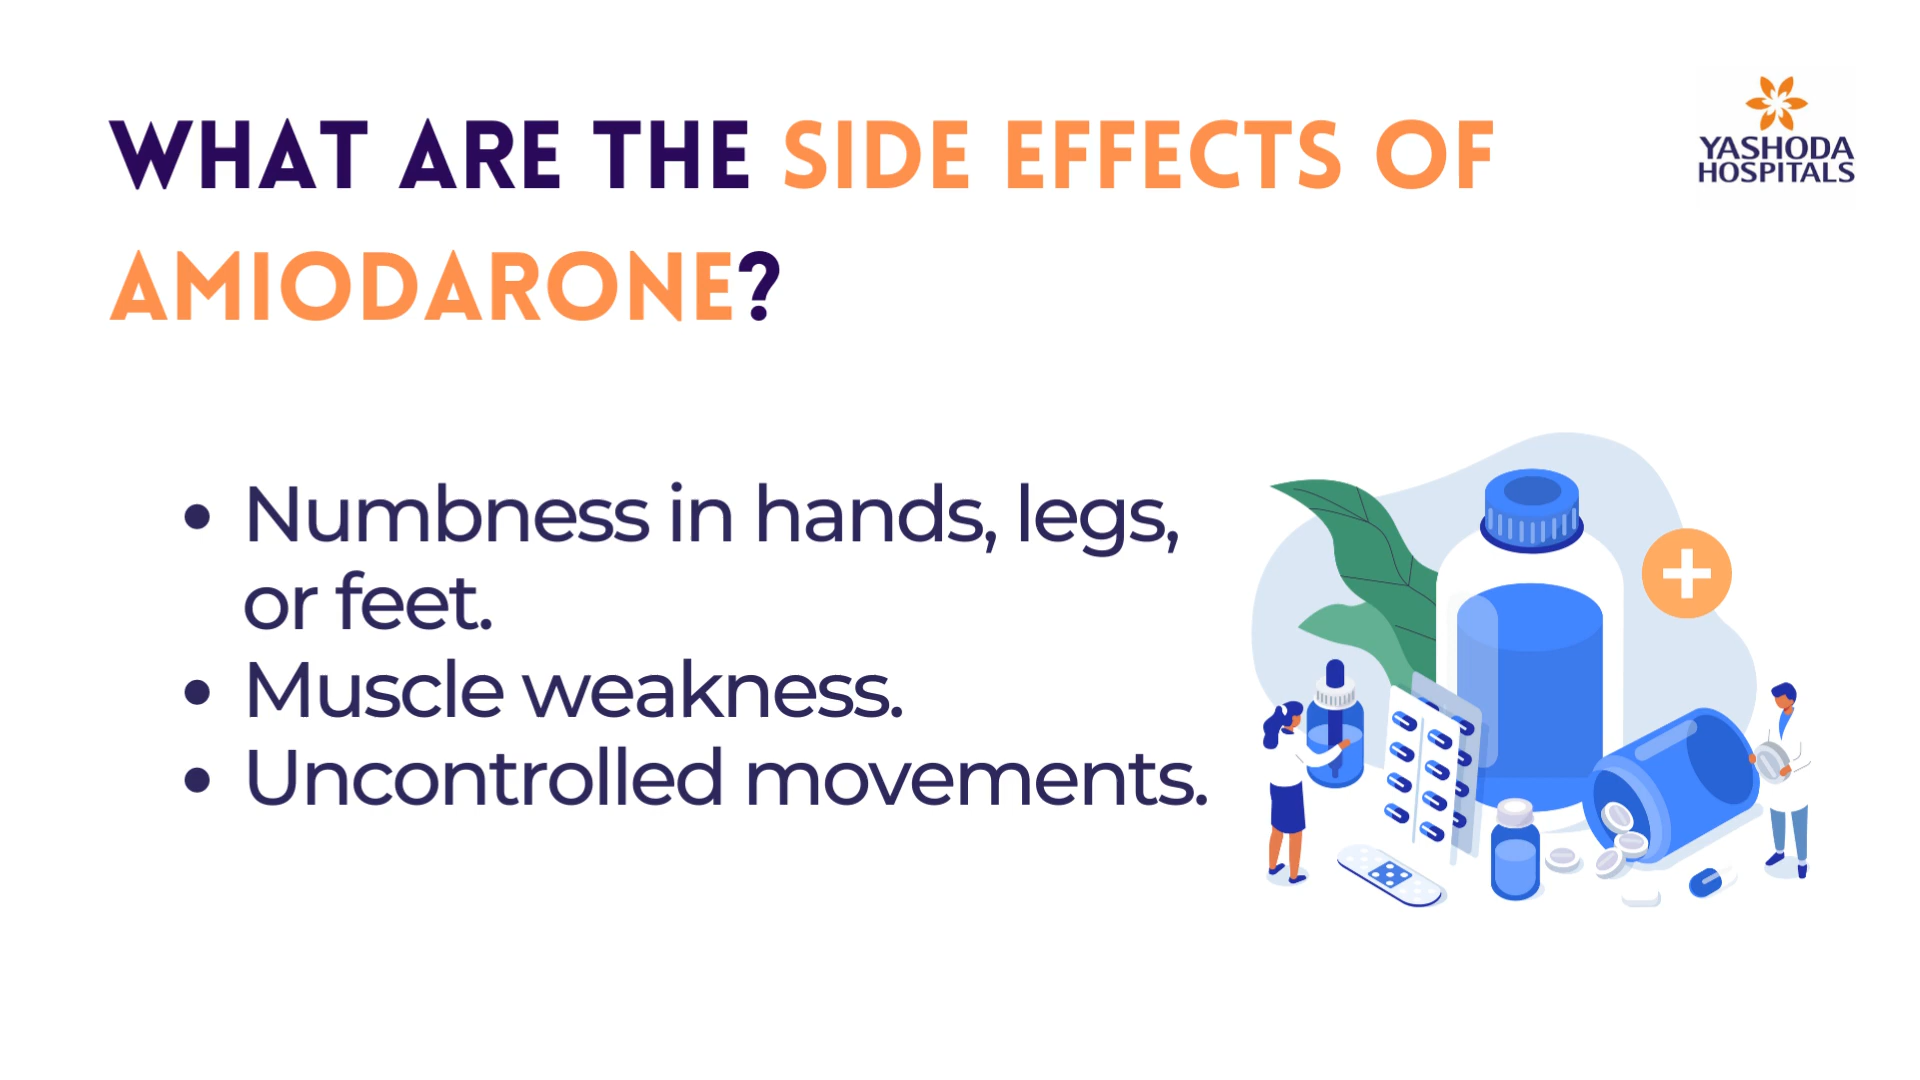 WHAT ARE THE SIDE EFFECTS OF
AMIODARONE?
YASHODA
HOSPITALS
• Numbness in hands, legs,
or feet.
• Muscle weakness.
• Uncontrolled movements.